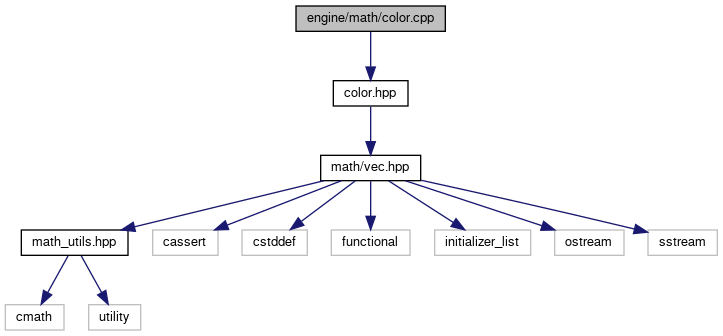 engine/math/color.cpp
color.hpp
math/vec.hpp
math_utils.hpp
cassert
cstddef
functional
initializer_list
ostream
sstream
cmath
utility